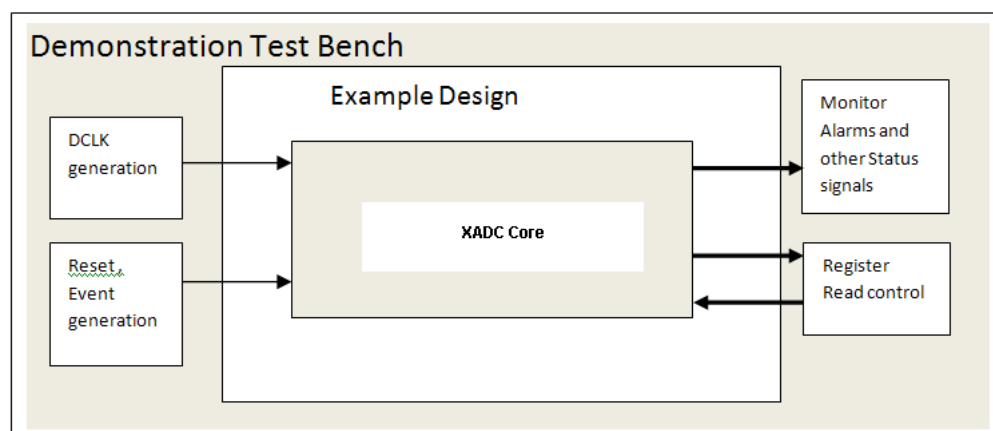 Demonstration Test Bench
Example Design
DCLK
generation
Reset,
Event
generation
XADC Core
Monitor
Alarms and
other Status
signals
Register
Read control